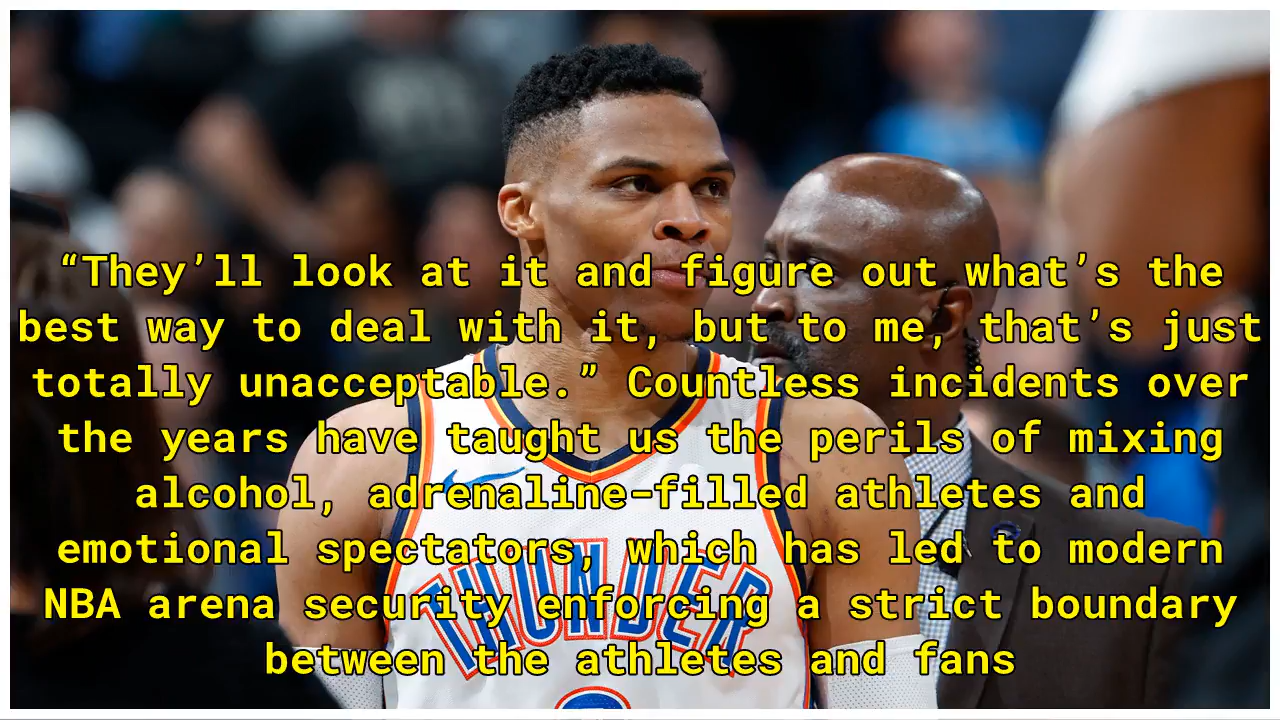 “They’ll look at it and figure out what’s the
best way to deal with it, but to me, that’s just
totally unacceptable.” Countless incidents over
the years have taught us the perils of mixing
alcohol, adrenaline-filled athletes and
emotional spectators, which has led to modern
NBA arena security enforcing a strict boundary
between the athletes and fans
THUNDER